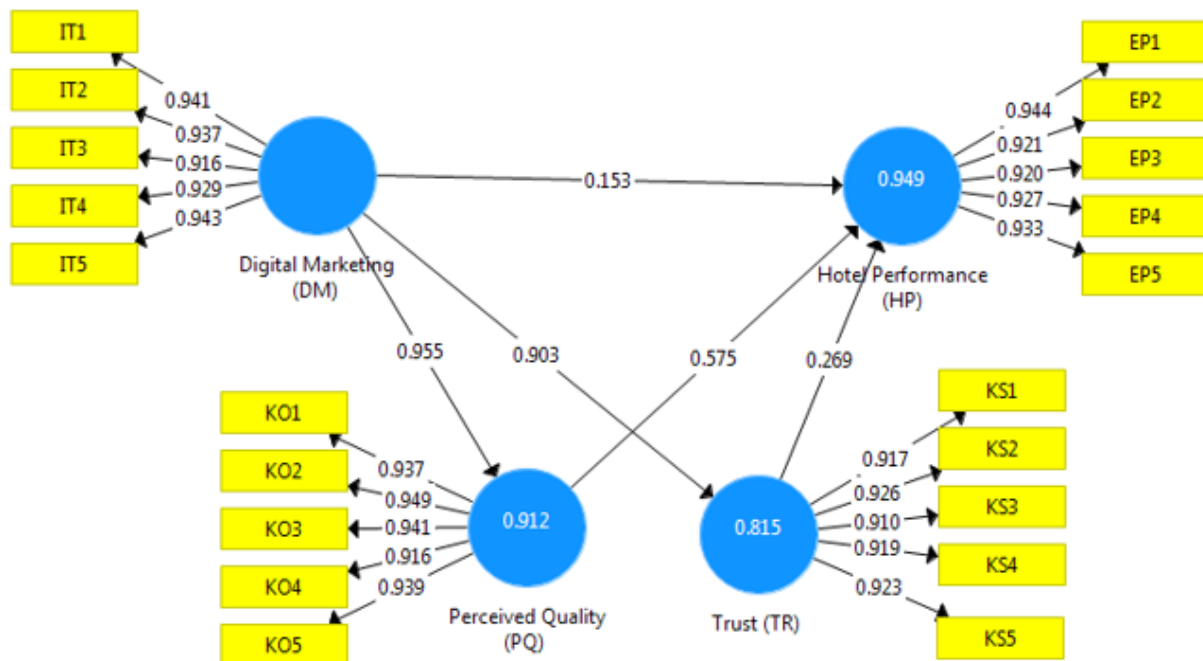 IT1
IT2
IT3
IT4
IT5
0.941
0.937
0.916
0.929
0.943
Digital Marketing
(DM)
0.153
0.949
Hotel Performance
(HP)
EP1
EP2
EP3
EP4
EP5
0.944
0.921
0.920
0.927
0.933
0.955
0.903
0.575
0.269
KO1
KO2
KO3
KO4
KO5
0.937
0.949
0.941
0.916
0.939
0.912
Perceived Quality
(PQ)
0.815
Trust (TR)
KS1
KS2
KS3
KS4
KS5
0.917
0.926
0.910
0.919
0.923